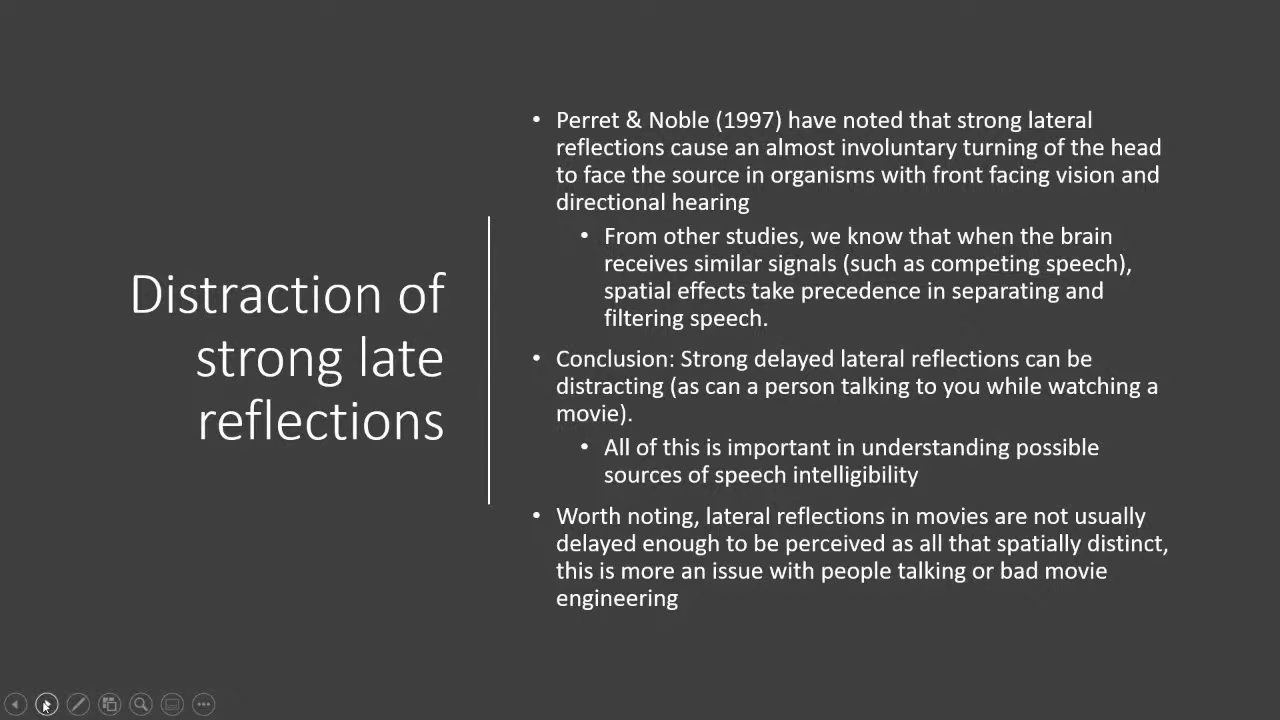 Distraction of
strong late
reflections
• Perret & Noble (1997) have noted that strong lateral
reflections cause an almost involuntary turning of the head
to face the source in organisms with front facing vision and
directional hearing
• From other studies, we know that when the brain
receives similar signals (such as competing speech),
spatial effects take precedence in separating and
filtering speech.
• Conclusion: Strong delayed lateral reflections can be
distracting (as can a person talking to you while watching a
movie).
• All of this is important in understanding possible
sources of speech intelligibility
• Worth noting, lateral reflections in movies are not usually
delayed enough to be perceived as all that spatially distinct,
this is more an issue with people talking or bad movie
engineering